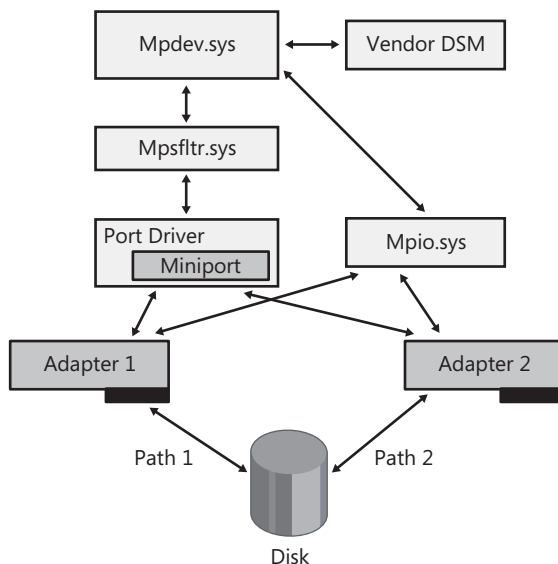 Mpdev.sys
Vendor DSM
Mpsfltr.sys
Port Driver
Miniport
Mpio.sys
Adapter 1
Adapter 2
Path 1
Path 2
Disk